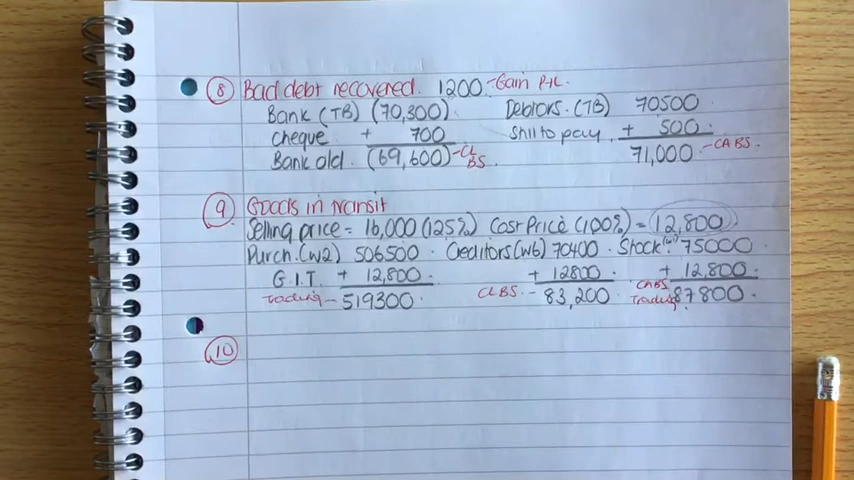 8 Bad debt recovered. 1200 - Gain P+L.
Bank (TB) (70,300) Debtors. (TB) 70500
Cheque + 700 Still to pay + 500
Bank o/d. (69,600) - CL BS 71,000 - CA BS.
9 Goods in transit
Selling price = 16,000 (125%) Cost Price (100%) = 12,800
Purch. (W2) 506500 Creditors (W6) 70400 Stock 75000
G.I.T. + 12,800 + 12800 + 12,800
Trading - 519300 CL BS. - 83,200 CA BS Trading 87800
10